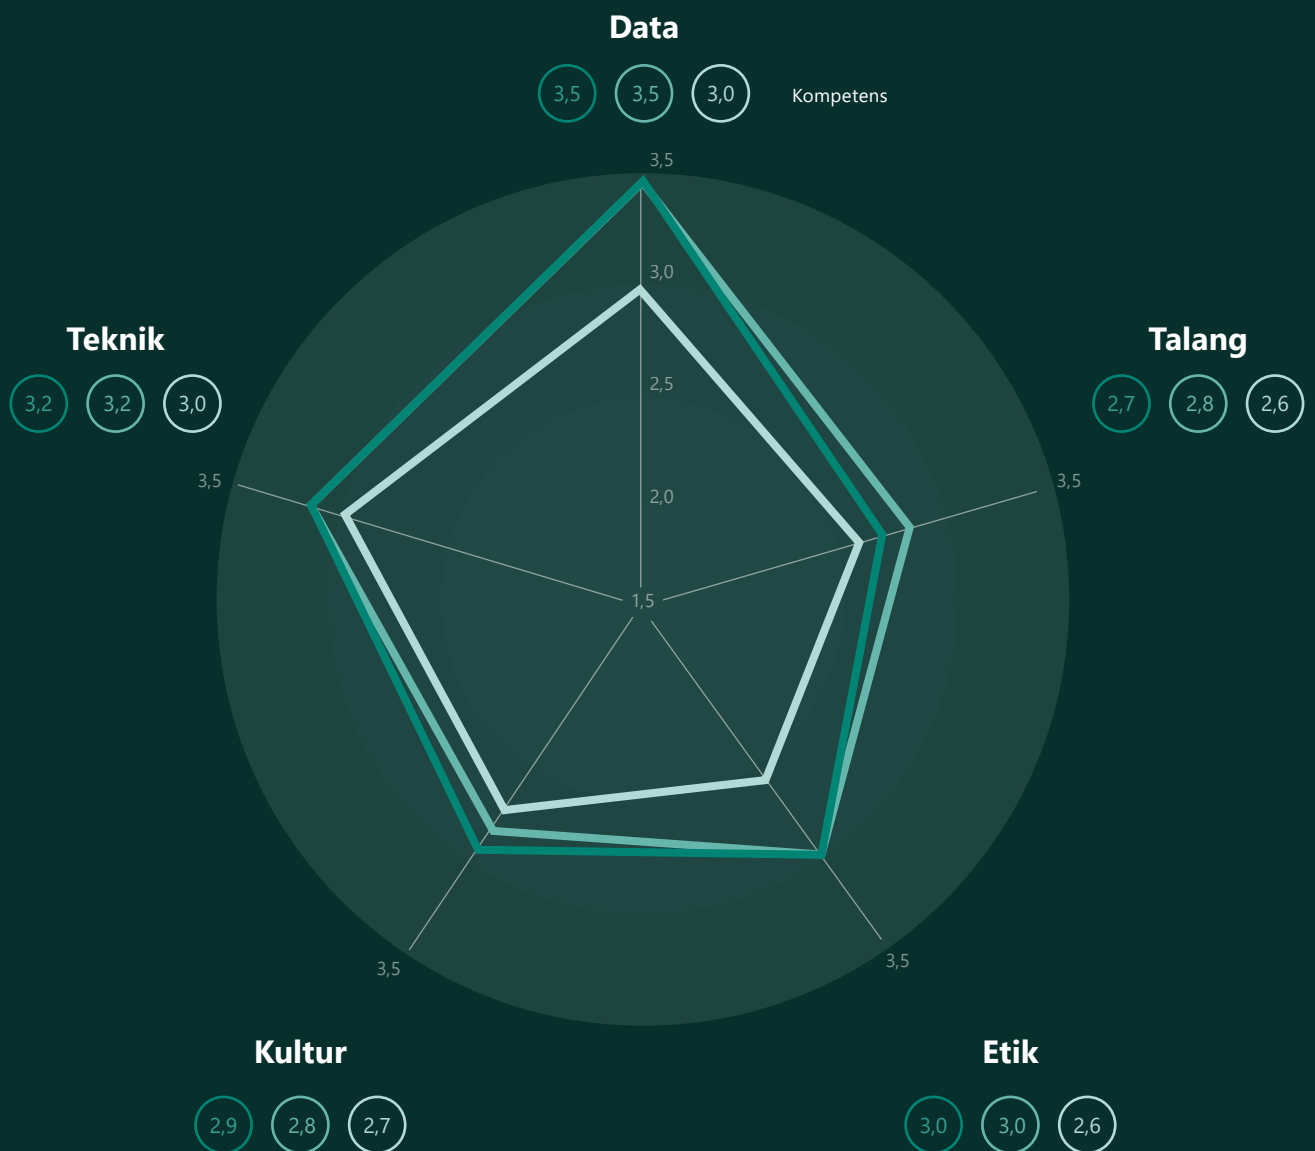 Data
3,5 3,5 3,0 Kompetens
3,5
3,0
Teknik
Talang
3,2 3,2 3,0
2,7 2,8 2,6
2,5
3,5
3,5
2,0
1,5
3,5
3,5
Kultur
Etik
2,9 2,8 2,7
3,0 3,0 2,6